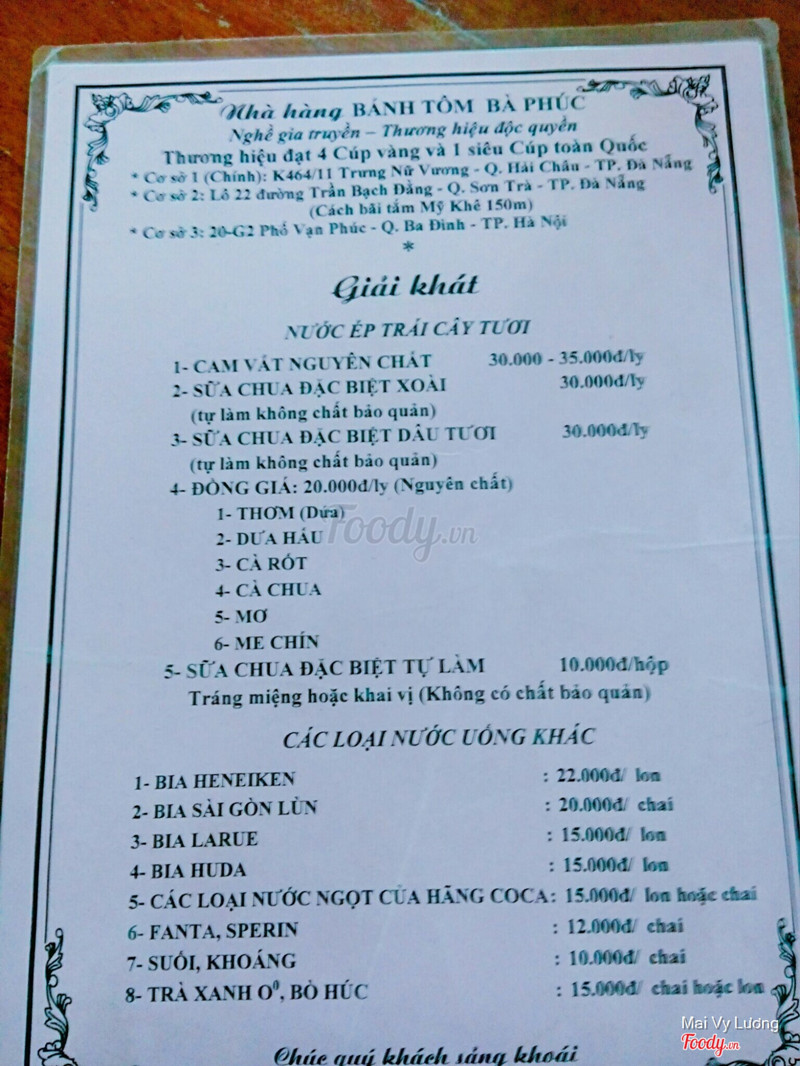 Nhà hàng BÁNH TÔM BÀ PHÚC
Nghề gia truyền – Thương hiệu độc quyền
Thương hiệu đạt 4 Cúp vàng và 1 siêu Cúp toàn Quốc
* Cơ sở 1 (Chính): K464/11 Trưng Nữ Vương - Q. Hải Châu - TP. Đà Nẵng
* Cơ sở 2: Lô 22 đường Trần Bạch Đằng - Q. Sơn Trà - TP. Đà Nẵng
(Cách bãi tắm Mỹ Khê 150m)
* Cơ sở 3: 20-G2 Phố Vạn Phúc - Q. Ba Đình - TP. Hà Nội
*
Giải khát
NƯỚC ÉP TRÁI CÂY TƯƠI
1- CAM VẮT NGUYÊN CHẤT 30.000 - 35.000đ/ly
2- SỮA CHUA ĐẶC BIỆT XOÀI 30.000đ/ly
(tự làm không chất bảo quản)
3- SỮA CHUA ĐẶC BIỆT DÂU TƯƠI 30.000đ/ly
(tự làm không chất bảo quản)
4- ĐỒNG GIÁ: 20.000đ/ly (Nguyên chất)
1- THƠM (Dứa)
2- DƯA HẤU
3- CÀ RỐT
4- CÀ CHUA
5- MƠ
6- ME CHÍN
5- SỮA CHUA ĐẶC BIỆT TỰ LÀM 10.000đ/hộp
Tráng miệng hoặc khai vị (Không có chất bảo quản)
CÁC LOẠI NƯỚC UỐNG KHÁC
1- BIA HENEIKEN : 22.000đ/ lon
2- BIA SÀI GÒN LÙN : 20.000đ/ chai
3- BIA LARUE : 15.000đ/ lon
4- BIA HUDA : 15.000đ/ lon
5- CÁC LOẠI NƯỚC NGỌT CỦA HÃNG COCA: 15.000đ/ lon hoặc chai
6- FANTA, SPERIN : 12.000đ/ chai
7- SUỐI, KHOÁNG : 10.000đ/ chai
8- TRÀ XANH O⁰, BÒ HÚC : 15.000đ/ chai hoặc lon
Chúc quý khách sảng khoái
Foody.vn
Mai Vy Lương
Foody.vn